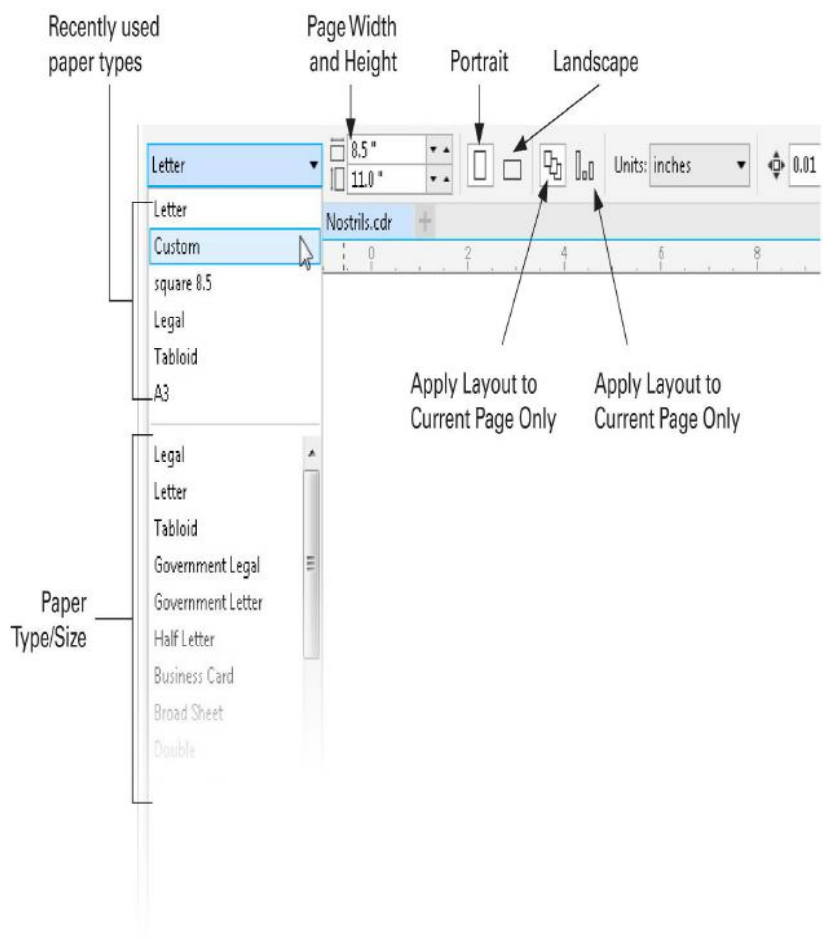 Recently used
paper types
Page Width
and Height
Portrait
Landscape
Letter
8.5 "
11.0 "
Units: inches
0.01
Letter
Custom
square 8.5
Legal
Tabloid
A3
Nostrils.cdr
0 2 4 6 8
Apply Layout to
Current Page Only
Apply Layout to
Current Page Only
Legal
Letter
Tabloid
Government Legal
Government Letter
Half Letter
Business Card
Broad Sheet
Double
Paper
Type/Size